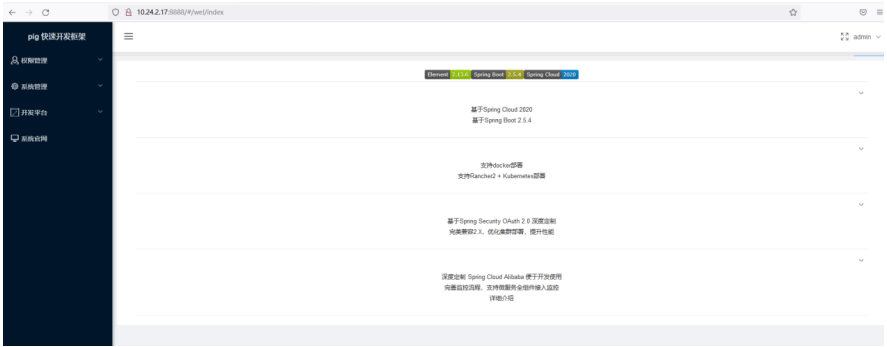 10.24.2.17:8888/#/wel/index
pig 快速开发框架
admin
权限管理
系统管理
开发平台
系统官网
Element 2.13.6 Spring Boot 2.5.4 Spring Cloud 2020
基于Spring Cloud 2020
基于Spring Boot 2.5.4
支持docker部署
支持Rancher2 + Kubernetes部署
基于Spring Security OAuth 2.0 深度定制
完美兼容2.X、优化集群部署、提升性能
深度定制 Spring Cloud Alibaba 便于开发使用
完善监控流程、支持微服务全组件接入监控
详细介绍